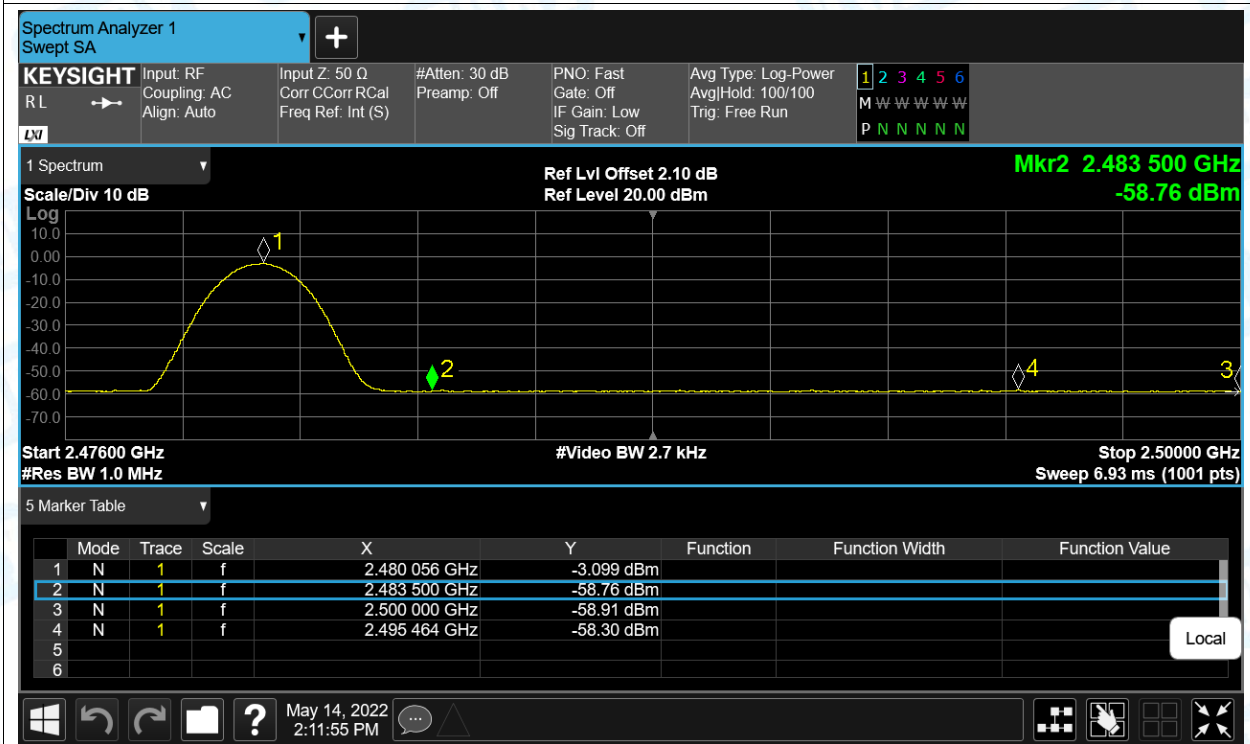 Spectrum Analyzer 1
Swept SA
+
KEYSIGHT
R L
LXI
Input: RF
Coupling: AC
Align: Auto
Input Z: 50 Ω
Corr CCorr RCal
Freq Ref: Int (S)
#Atten: 30 dB
Preamp: Off
PNO: Fast
Gate: Off
IF Gain: Low
Sig Track: Off
Avg Type: Log-Power
Avg|Hold: 100/100
Trig: Free Run
1 2 3 4 5 6
M W W W W W
P N N N N N
1 Spectrum
Scale/Div 10 dB
Ref Lvl Offset 2.10 dB
Ref Level 20.00 dBm
Mkr2 2.483 500 GHz
-58.76 dBm
Log
10.0
0.00
-10.0
-20.0
-30.0
-40.0
-50.0
-60.0
-70.0
1
2
4
3
Start 2.47600 GHz
#Video BW 2.7 kHz
Stop 2.50000 GHz
#Res BW 1.0 MHz
Sweep 6.93 ms (1001 pts)
5 Marker Table
Mode Trace Scale X Y Function Function Width Function Value
1 N 1 f 2.480 056 GHz -3.099 dBm
2 N 1 f 2.483 500 GHz -58.76 dBm
3 N 1 f 2.500 000 GHz -58.91 dBm
4 N 1 f 2.495 464 GHz -58.30 dBm
5
6
Local
?
May 14, 2022
2:11:55 PM